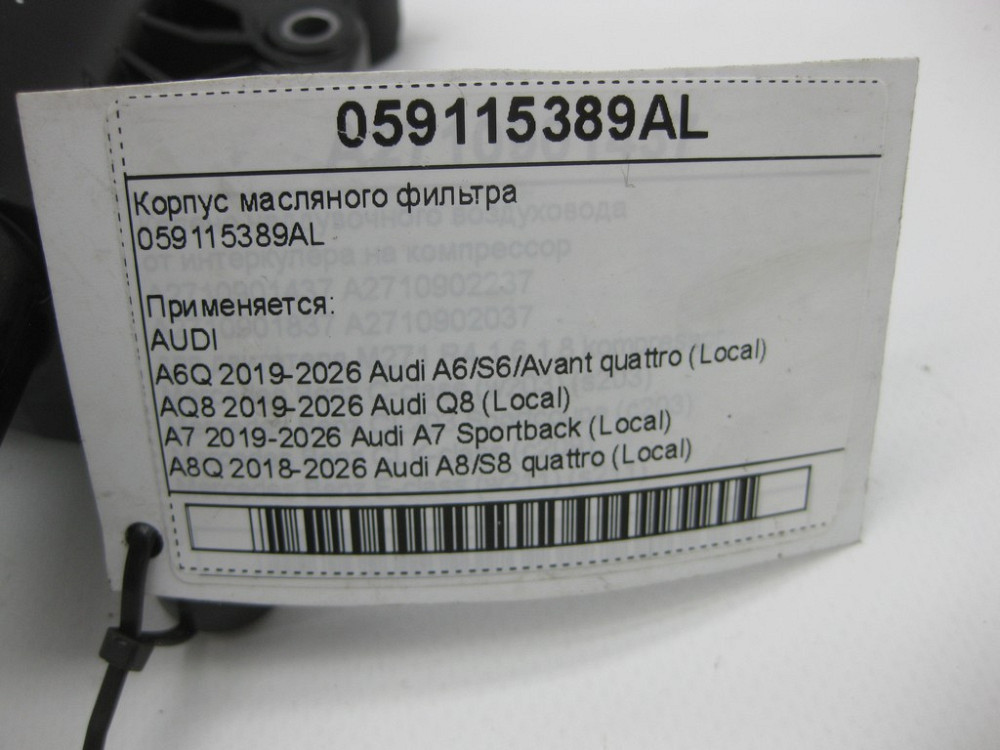 059115389AL
Корпус масляного фильтра
059115389AL
Применяется:
AUDI
A6Q 2019-2026 Audi A6/S6/Avant quattro (Local)
AQ8 2019-2026 Audi Q8 (Local)
A7 2019-2026 Audi A7 Sportback (Local)
A8Q 2018-2026 Audi A8/S8 quattro (Local)